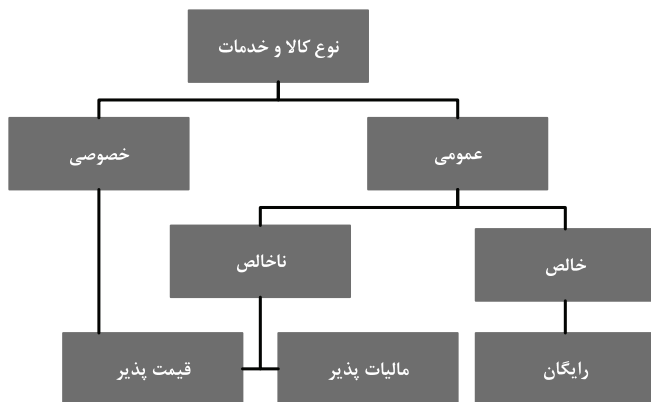 نوع کالا و خدمات
عمومی
خصوصی
خالص
ناخالص
رایگان
مالیات پذیر
قیمت پذیر